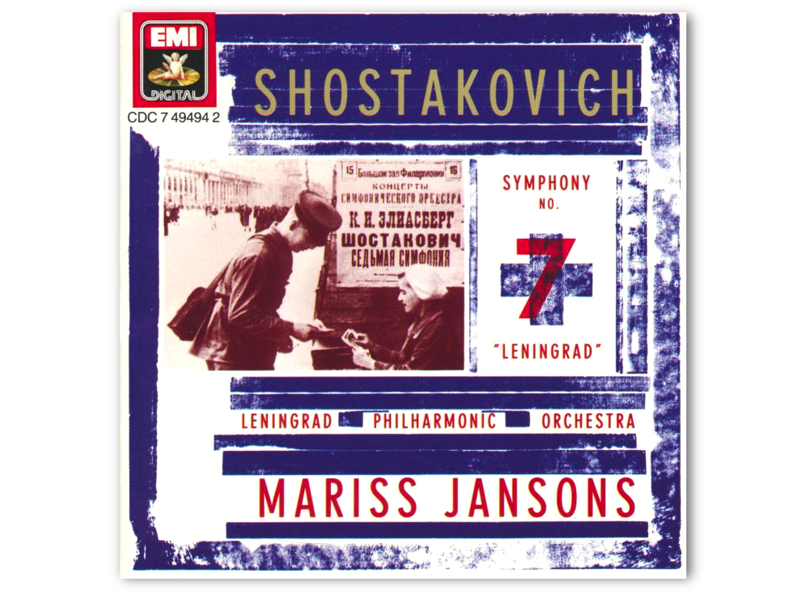 EMI
DIGITAL
CDC 7 49494 2
SHOSTAKOVICH
15 Большой зал Филармонии 16
КОНЦЕРТЫ
СИМФОНИЧЕСКОГО ОРКЕСТРА
К. И. ЭЛИАСБЕРГ
ШОСТАКОВИЧ
СЕДЬМАЯ СИМФОНИЯ
SYMPHONY
NO.
7
"LENINGRAD"
LENINGRAD PHILHARMONIC ORCHESTRA
MARISS JANSONS